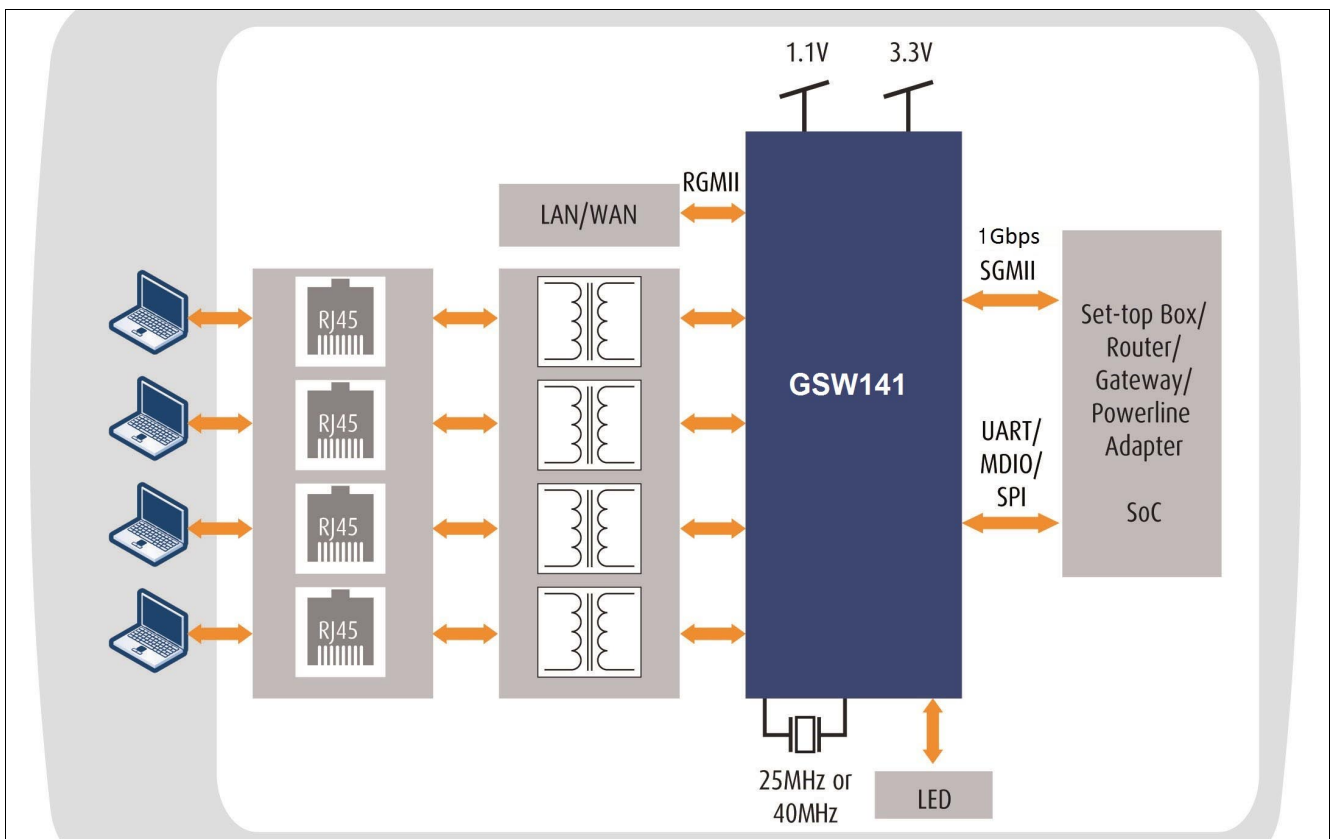 1.1V
3.3V
RGMII
LAN/WAN
1Gbps
SGMII
RJ45
RJ45
RJ45
RJ45
GSW141
Set-top Box/
Router/
Gateway/
Powerline
Adapter
SoC
UART/
MDIO/
SPI
25MHz or
40MHz
LED